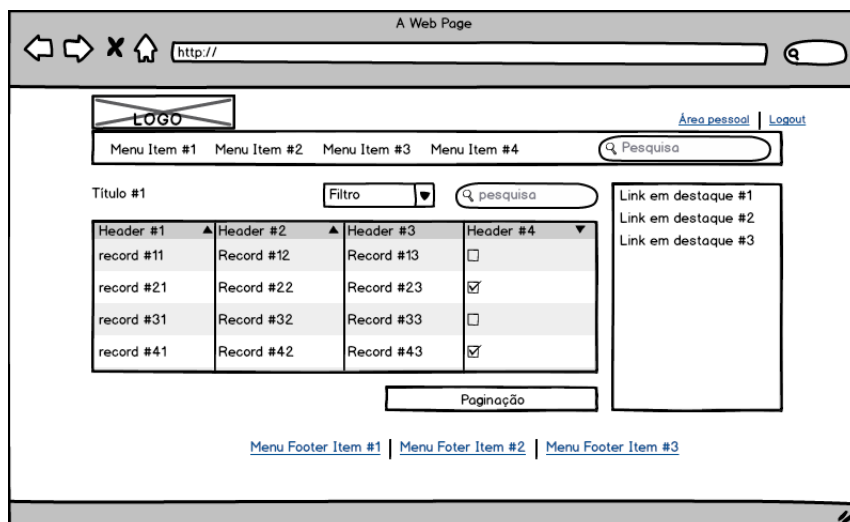 A Web Page
http://
LOGO
Área pessoal Logout
Menu Item #1 Menu Item #2 Menu Item #3 Menu Item #4 Pesquisa
Título #1 Filtro pesquisa
Header #1 Header #2 Header #3 Header #4
record #11 Record #12 Record #13
record #21 Record #22 Record #23
record #31 Record #32 Record #33
record #41 Record #42 Record #43
Link em destaque #1
Link em destaque #2
Link em destaque #3
Paginação
Menu Footer Item #1 Menu Foter Item #2 Menu Footer Item #3